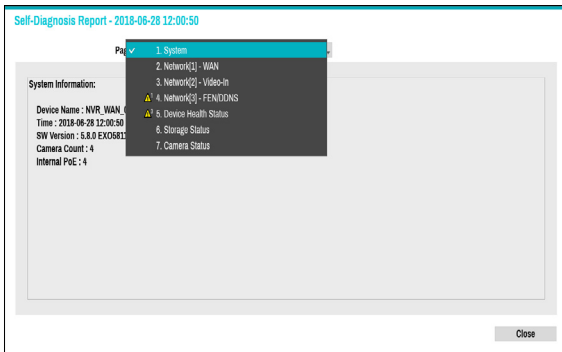 Self-Diagnosis Report - 2018-06-28 12:00:50
1. System
2. Network[1] - WAN
3. Network[2] - Video-In
4. Network[3] - FEN/DDNS
5. Device Health Status
6. Storage Status
7. Camera Status
System Information:
Device Name : NVR_WAN_
Time : 2018-06-28 12:00:50
SW Version : 5.8.0 EXO581
Camera Count : 4
Internal PoE : 4
Close